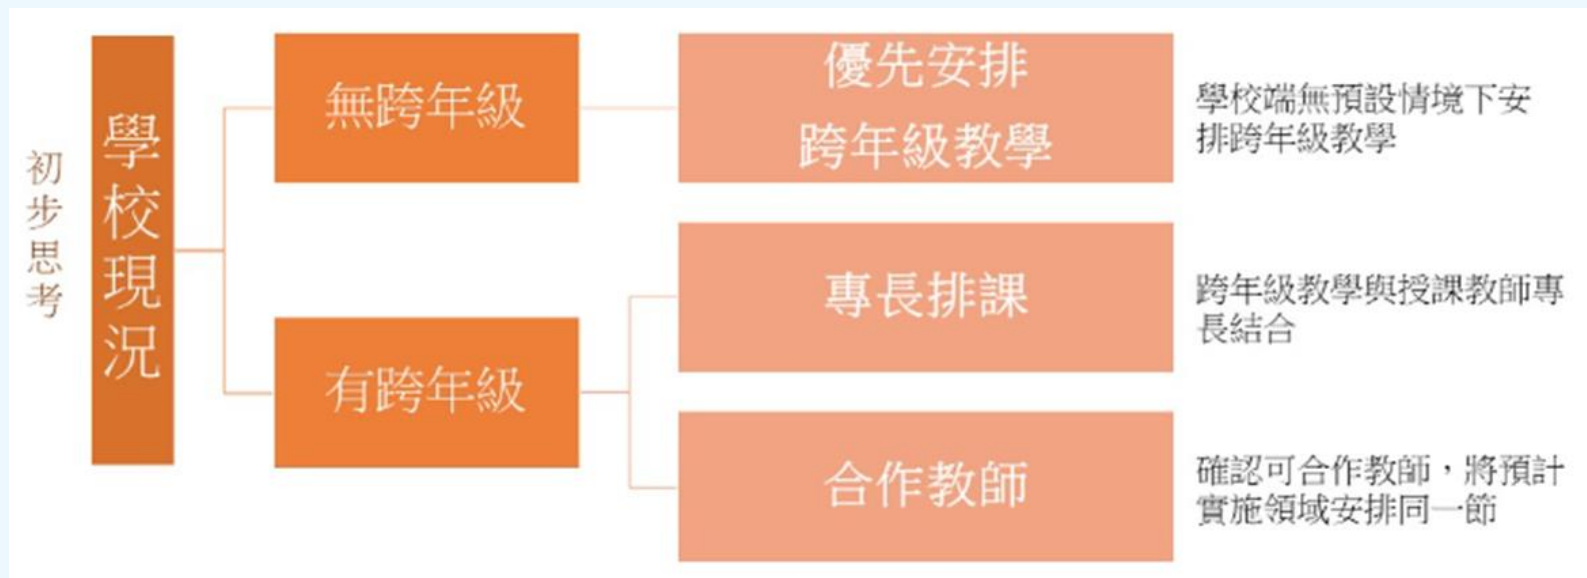 初步思考
學校現況
無跨年級
優先安排
跨年級教學
學校端無預設情境下安
排跨年級教學
有跨年級
專長排課
跨年級教學與授課教師專
長結合
合作教師
確認可合作教師，將預計
實施領域安排同一節